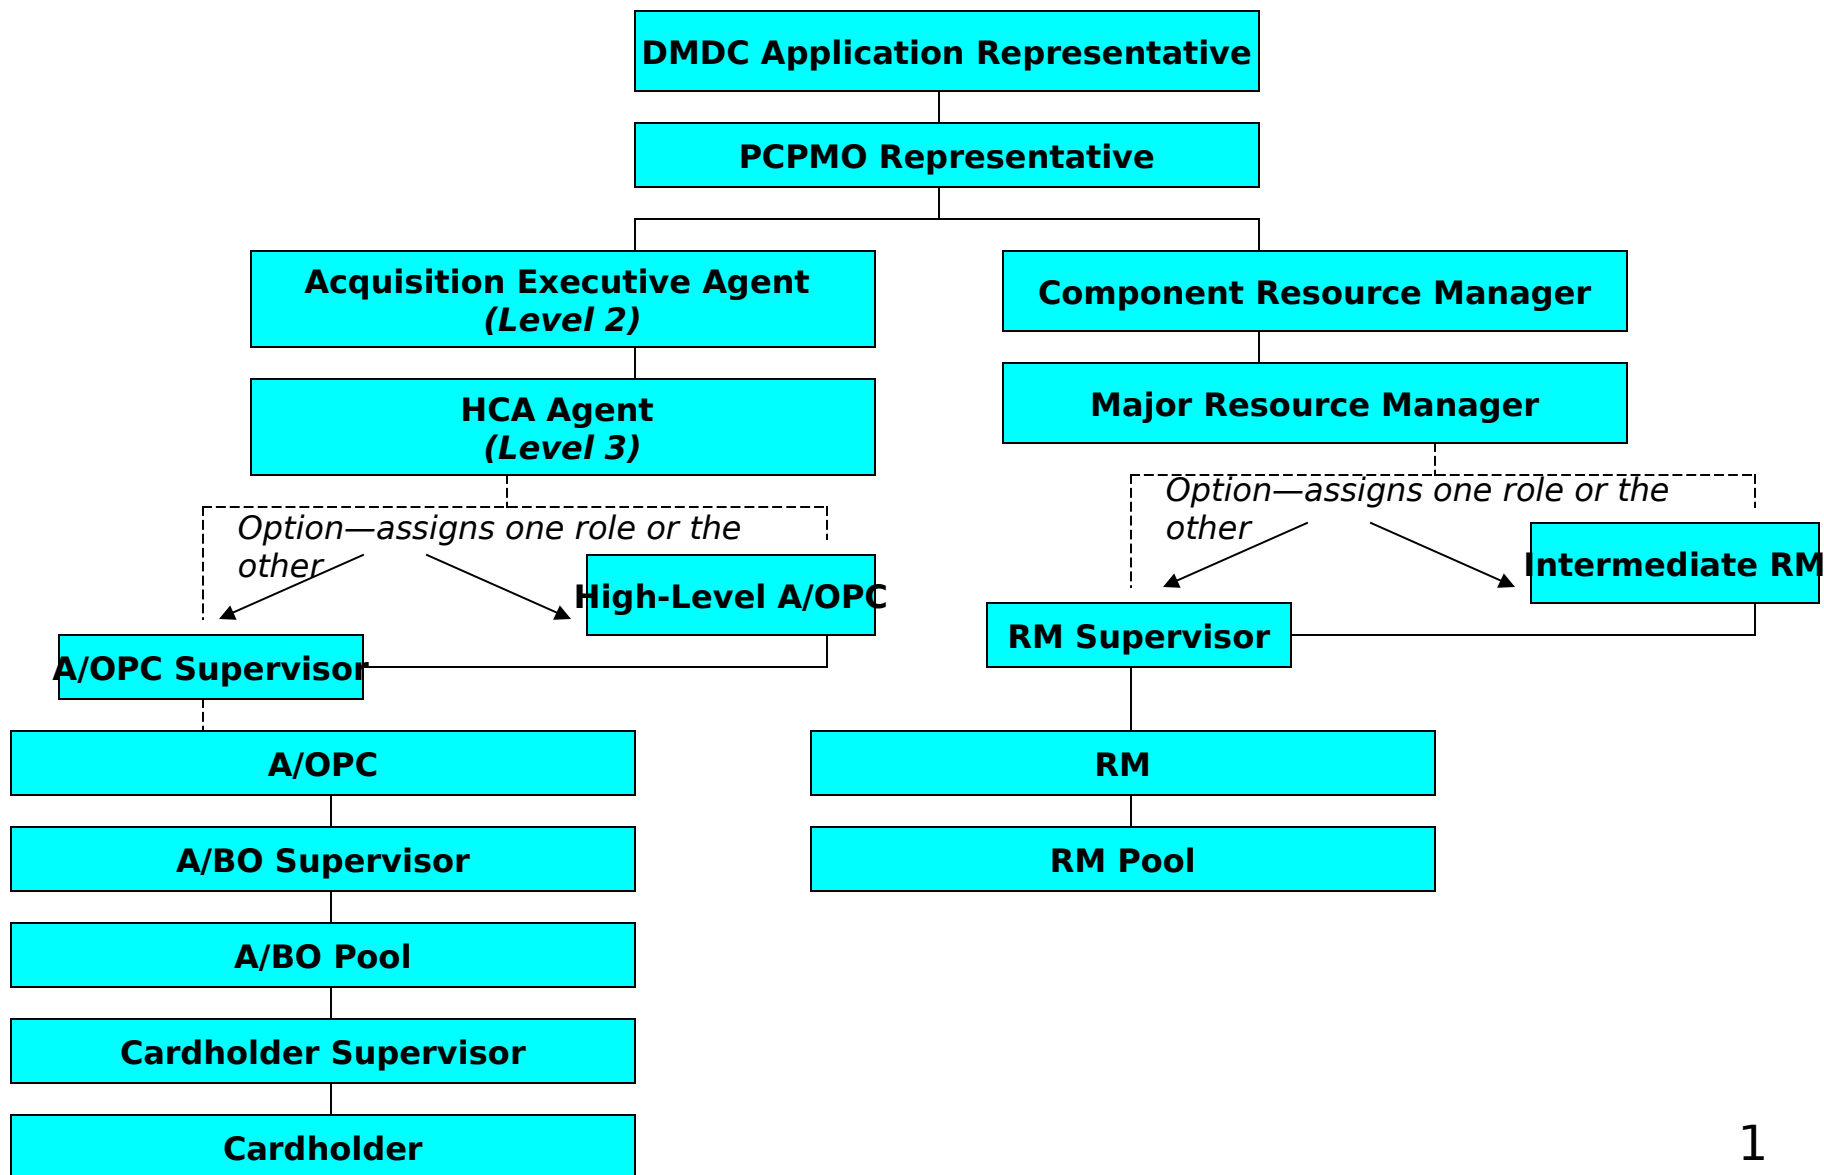 DMDC Application Representative
PCPMO Representative
Acquisition Executive Agent
(Level 2)
Component Resource Manager
HCA Agent
(Level 3)
Major Resource Manager
Option—assigns one role or the
other
Option—assigns one role or the
other
High-Level A/OPC
Intermediate RM
A/OPC Supervisor
RM Supervisor
A/OPC
RM
A/BO Supervisor
RM Pool
A/BO Pool
Cardholder Supervisor
Cardholder
1